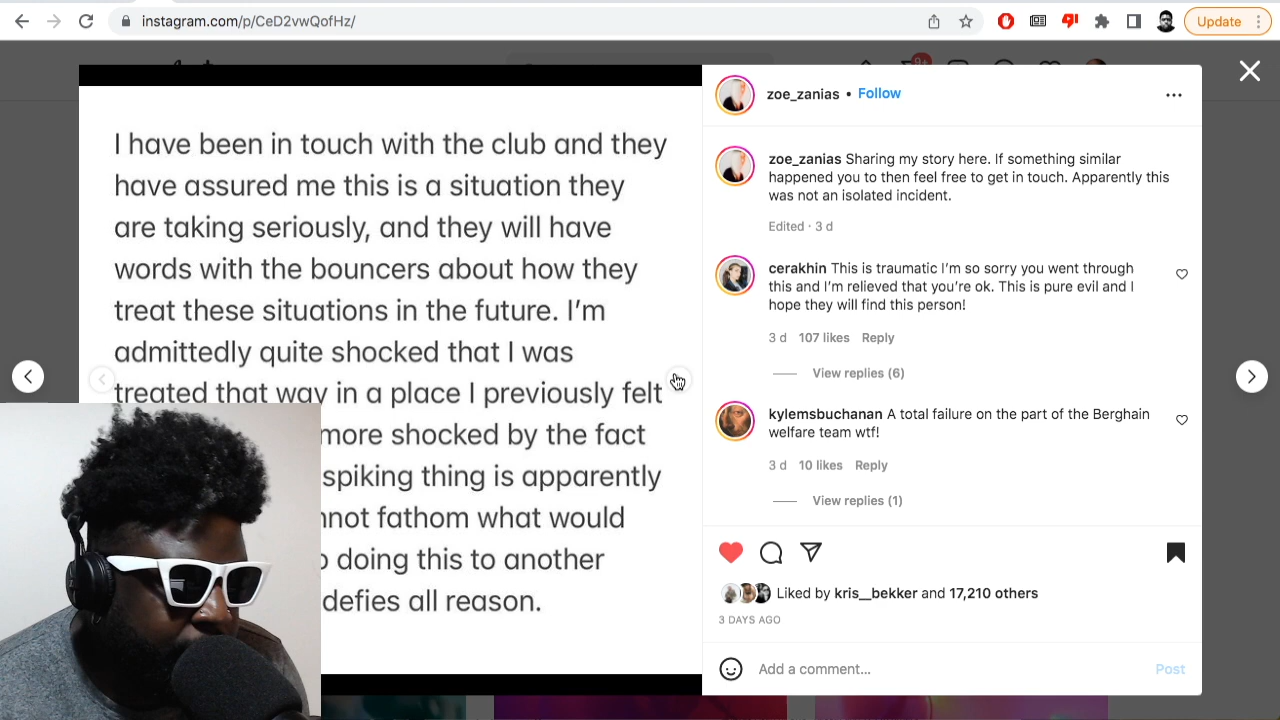 instagram.com/p/CeD2vwQofHz/
Update
9+
I have been in touch with the club and they
have assured me this is a situation they
are taking seriously, and they will have
words with the bouncers about how they
treat these situations in the future. I'm
admittedly quite shocked that I was
treated that way in a place I previously felt
more shocked by the fact
spiking thing is apparently
nnot fathom what would
doing this to another
defies all reason.
zoe_zanias • Follow
zoe_zanias Sharing my story here. If something similar
happened you to then feel free to get in touch. Apparently this
was not an isolated incident.
Edited · 3 d
cerakhin This is traumatic I'm so sorry you went through
this and I'm relieved that you're ok. This is pure evil and I
hope they will find this person!
3 d 107 likes Reply
View replies (6)
kylemsbuchanan A total failure on the part of the Berghain
welfare team wtf!
3 d 10 likes Reply
View replies (1)
Liked by kris__bekker and 17,210 others
3 DAYS AGO
Add a comment...
Post